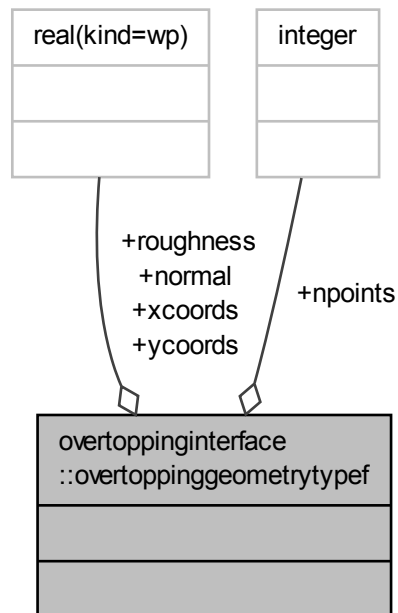 real(kind=wp)
integer
+roughness
+normal
+xcoords
+ycoords
+npoints
overtoppinginterface
::overtoppinggeometrytypef